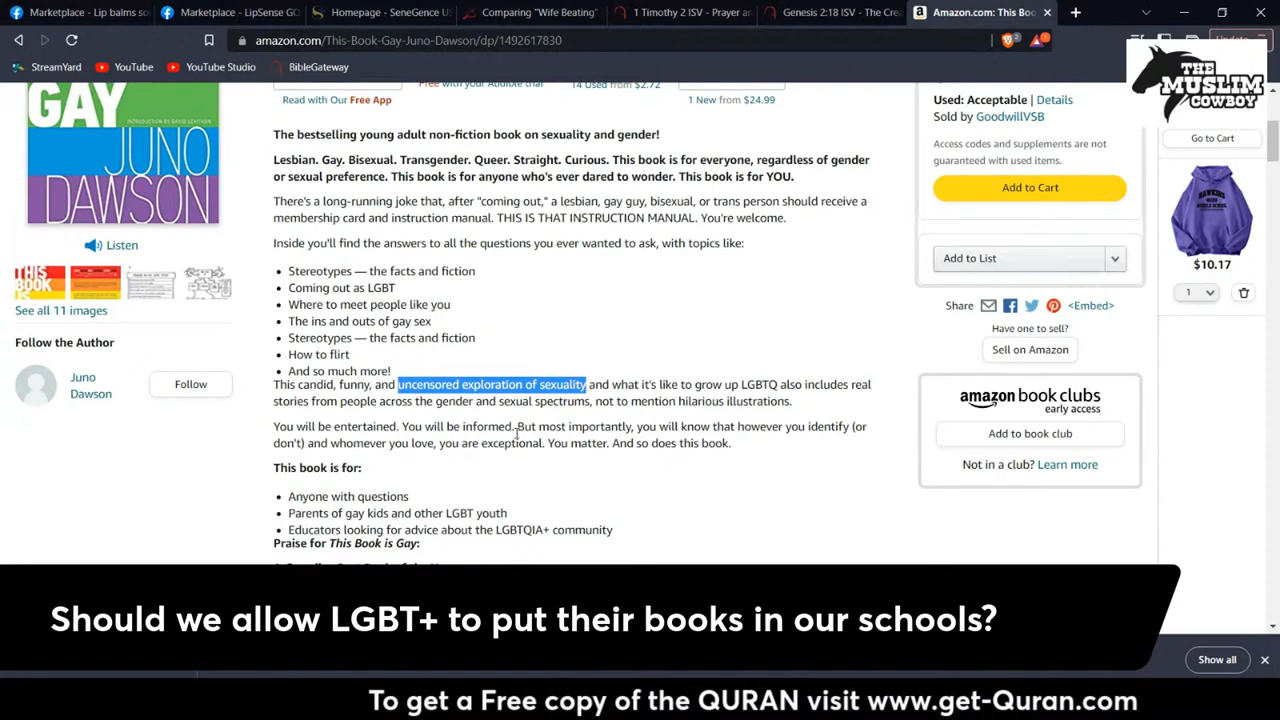 Marketplace - Lip balms so
Marketplace - LipSense GO
Homepage - SeneGence US
Comparing "Wife Beating"
1 Timothy 2 ISV - Prayer an
Genesis 2:18 ISV - The Crea
Amazon.com: This Boo
amazon.com/This-Book-Gay-Juno-Dawson/dp/1492617830
Update
StreamYard
YouTube
YouTube Studio
BibleGateway
THE
MUSLIM
COWBOY
GAY
INTRODUCTION BY DAVID LEVITHAN
JUNO
DAWSON
Listen
See all 11 images
Follow the Author
Juno
Dawson
Follow
Free with your Audible trial
14 Used from $2.72
Read with Our Free App
1 New from $24.99
The bestselling young adult non-fiction book on sexuality and gender!
Lesbian. Gay. Bisexual. Transgender. Queer. Straight. Curious. This book is for everyone, regardless of gender
or sexual preference. This book is for anyone who's ever dared to wonder. This book is for YOU.
There's a long-running joke that, after "coming out," a lesbian, gay guy, bisexual, or trans person should receive a
membership card and instruction manual. THIS IS THAT INSTRUCTION MANUAL. You're welcome.
Inside you'll find the answers to all the questions you ever wanted to ask, with topics like:
• Stereotypes — the facts and fiction
• Coming out as LGBT
• Where to meet people like you
• The ins and outs of gay sex
• Stereotypes — the facts and fiction
• How to flirt
• And so much more!
This candid, funny, and uncensored exploration of sexuality and what it's like to grow up LGBTQ also includes real
stories from people across the gender and sexual spectrums, not to mention hilarious illustrations.
You will be entertained. You will be informed. But most importantly, you will know that however you identify (or
don't) and whomever you love, you are exceptional. You matter. And so does this book.
This book is for:
• Anyone with questions
• Parents of gay kids and other LGBT youth
• Educators looking for advice about the LGBTQIA+ community
Praise for This Book is Gay:
Used: Acceptable | Details
Sold by GoodwillVSB
Access codes and supplements are not
guaranteed with used items.
Add to Cart
Add to List
Share
<Embed>
Have one to sell?
Sell on Amazon
amazon book clubs
early access
Add to book club
Not in a club? Learn more
Go to Cart
$10.17
1
Should we allow LGBT+ to put their books in our schools?
Show all
To get a Free copy of the QURAN visit www.get-Quran.com